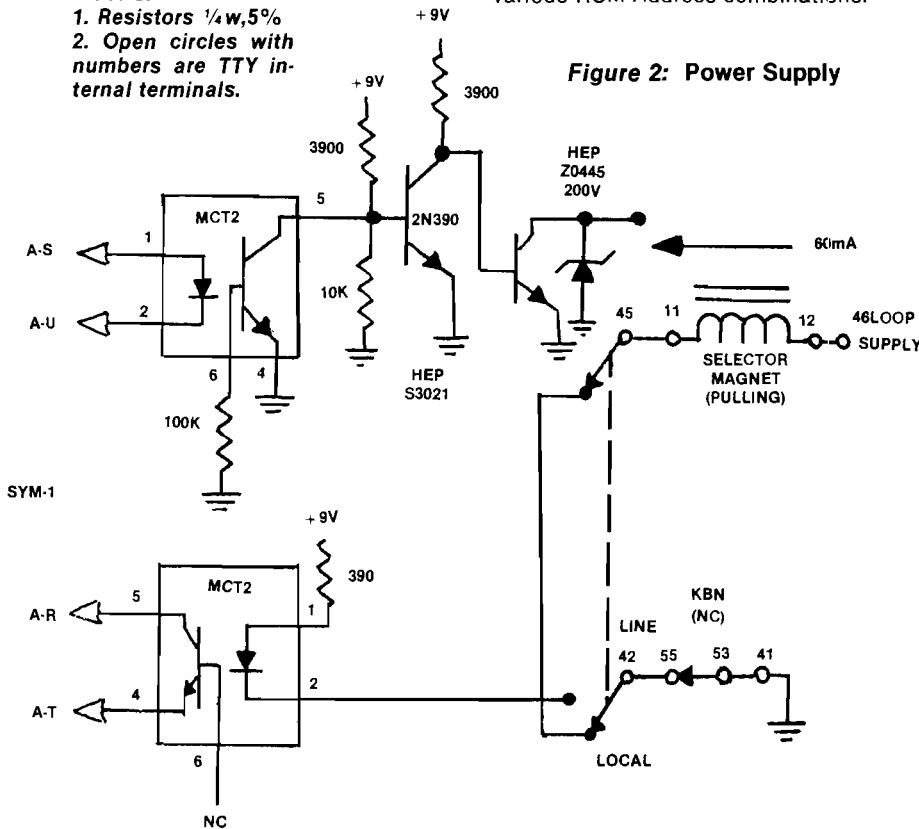 1. Resistors ¼w,5%
2. Open circles with
numbers are TTY in-
ternal terminals.
various ROM Address combinations.
Figure 2: Power Supply
+9V
3900
+9V
3900
HEP
Z0445
200V
MCT2
5
2N390
60mA
A-S
1
A-U
2
10K
6
4
100K
HEP
S3021
45
11
12
46LOOP
SUPPLY
SELECTOR
MAGNET
(PULLING)
SYM-1
+9V
390
MCT2
A-R
5
1
A-T
4
2
6
NC
LINE
KBN
(NC)
42
55
53
41
LOCAL